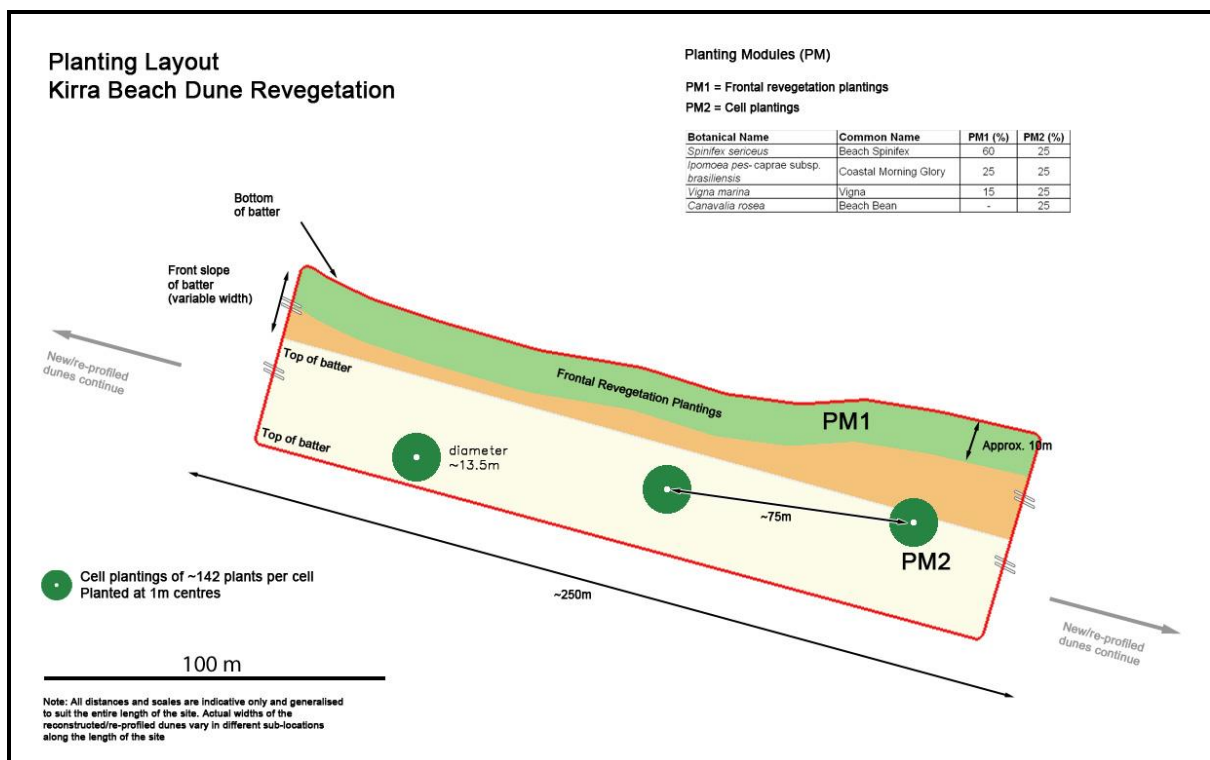 Planting Layout
Kirra Beach Dune Revegetation
Planting Modules (PM)
PM1 = Frontal revegetation plantings
PM2 = Cell plantings
Botanical Name Common Name PM1 (%) PM2 (%)
Spinifex sericeus Beach Spinifex 60 25
Ipomoea pes- caprae subsp.
brasiliensis Coastal Morning Glory 25 25
Vigna marina Vigna 15 25
Canavalia rosea Beach Bean - 25
Bottom
of batter
Front slope
of batter
(variable width)
New/re-profiled
dunes continue
Top of batter
Frontal Revegetation Plantings
PM1
Approx. 10m
Top of batter
diameter
~13.5m
~75m
PM2
~250m
Cell plantings of ~142 plants per cell
Planted at 1m centres
New/re-profiled
dunes continue
100 m
Note: All distances and scales are indicative only and generalised
to suit the entire length of the site. Actual widths of the
reconstructed/re-profiled dunes vary in different sub-locations
along the length of the site